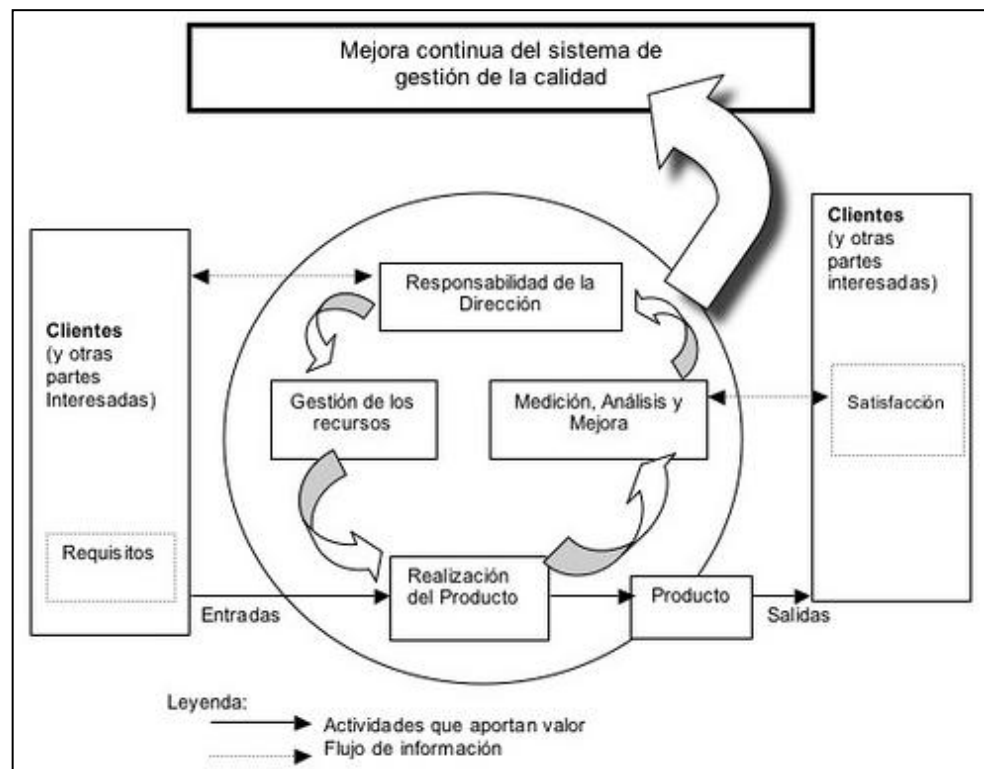 Mejora continua del sistema de
gestión de la calidad
Clientes
(y otras
partes
interesadas)
Responsabilidad de la
Dirección
Clientes
(y otras
partes
Interesadas)
Gestión de los
recursos
Medición, Análisis y
Mejora
Satisfacción
Requisitos
Realización
del Producto
Producto
Entradas
Salidas
Leyenda:
Actividades que aportan valor
Flujo de información